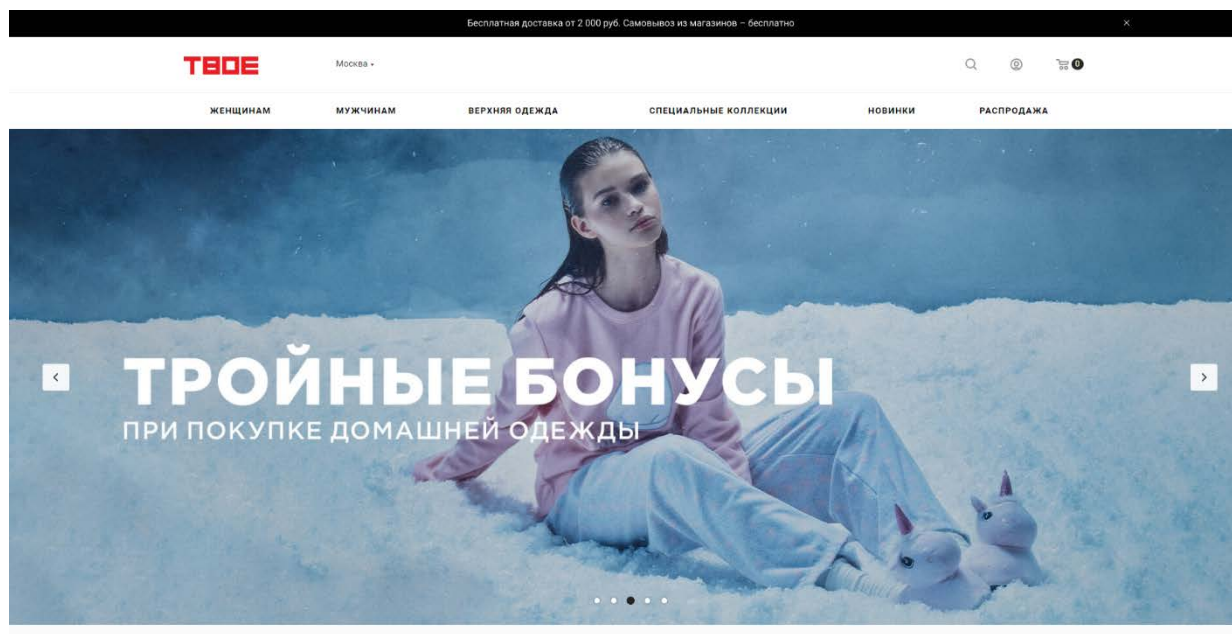 Бесплатная доставка от 2 000 руб. Самовывоз из магазинов – бесплатно
ТВОЕ
Москва
0
ЖЕНЩИНАМ МУЖЧИНАМ ВЕРХНЯЯ ОДЕЖДА СПЕЦИАЛЬНЫЕ КОЛЛЕКЦИИ НОВИНКИ РАСПРОДАЖА
ТРОЙНЫЕ БОНУСЫ
ПРИ ПОКУПКЕ ДОМАШНЕЙ ОДЕЖДЫ